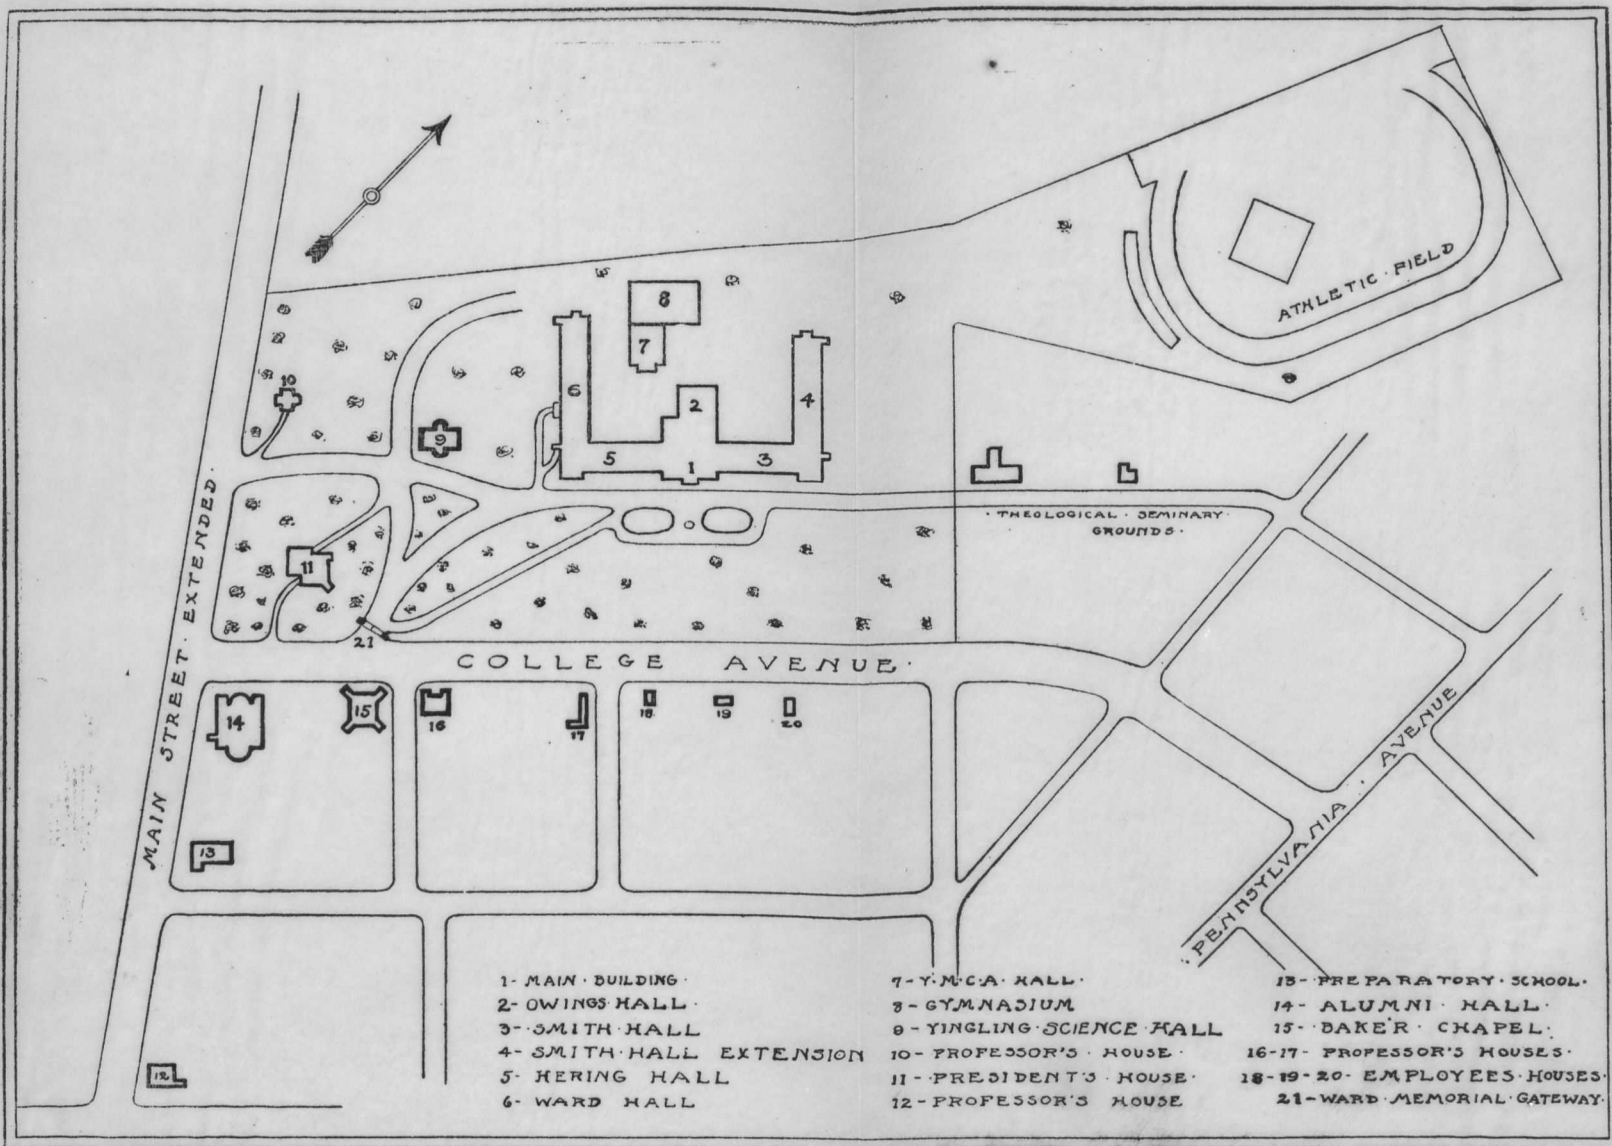 ATHLETIC · FIELD
8
7
10
6
2
4
9
5
3
1
· THEOLOGICAL · SEMINARY ·
GROUNDS ·
11
21
MAIN STREET · EXTENDED ·
COLLEGE AVENUE ·
14
15
16
17
18
19
20
13
12
· PENNSYLVANIA · AVENUE
1- MAIN · BUILDING ·
2- OWINGS · HALL ·
3- · SMITH · HALL
4- SMITH · HALL EXTENSION
5- HERING HALL
6- WARD HALL
7- Y · M · C · A · HALL ·
8- GYMNASIUM
9- YINGLING · SCIENCE · HALL
10- PROFESSOR'S · HOUSE ·
11- · PRESIDENT'S · HOUSE ·
12- PROFESSOR'S HOUSE
13- PREPARATORY · SCHOOL ·
14- ALUMNI · HALL ·
15- BAKER · CHAPEL ·
16-17- PROFESSOR'S HOUSES ·
18-19-20- EMPLOYEES · HOUSES ·
21- WARD · MEMORIAL · GATEWAY ·